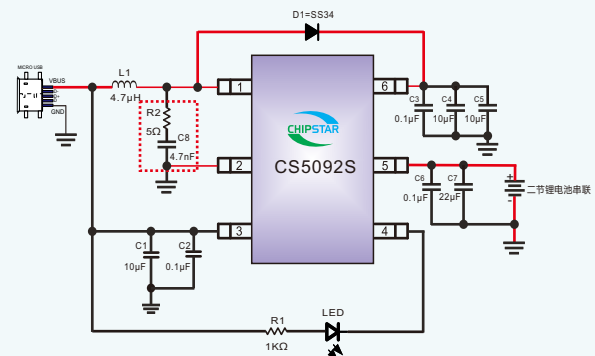 D1=SS34
MICRO USB
VBUS
D-
D+
GND
L1
4.7μH
R2
5Ω
C8
4.7nF
1
2
3
CHIPSTAR
CS5092S
6
5
4
C3
0.1μF
C4
10μF
C5
10μF
C6
0.1μF
C7
22μF
+
-
二节锂电池串联
C1
10μF
C2
0.1μF
R1
1KΩ
LED